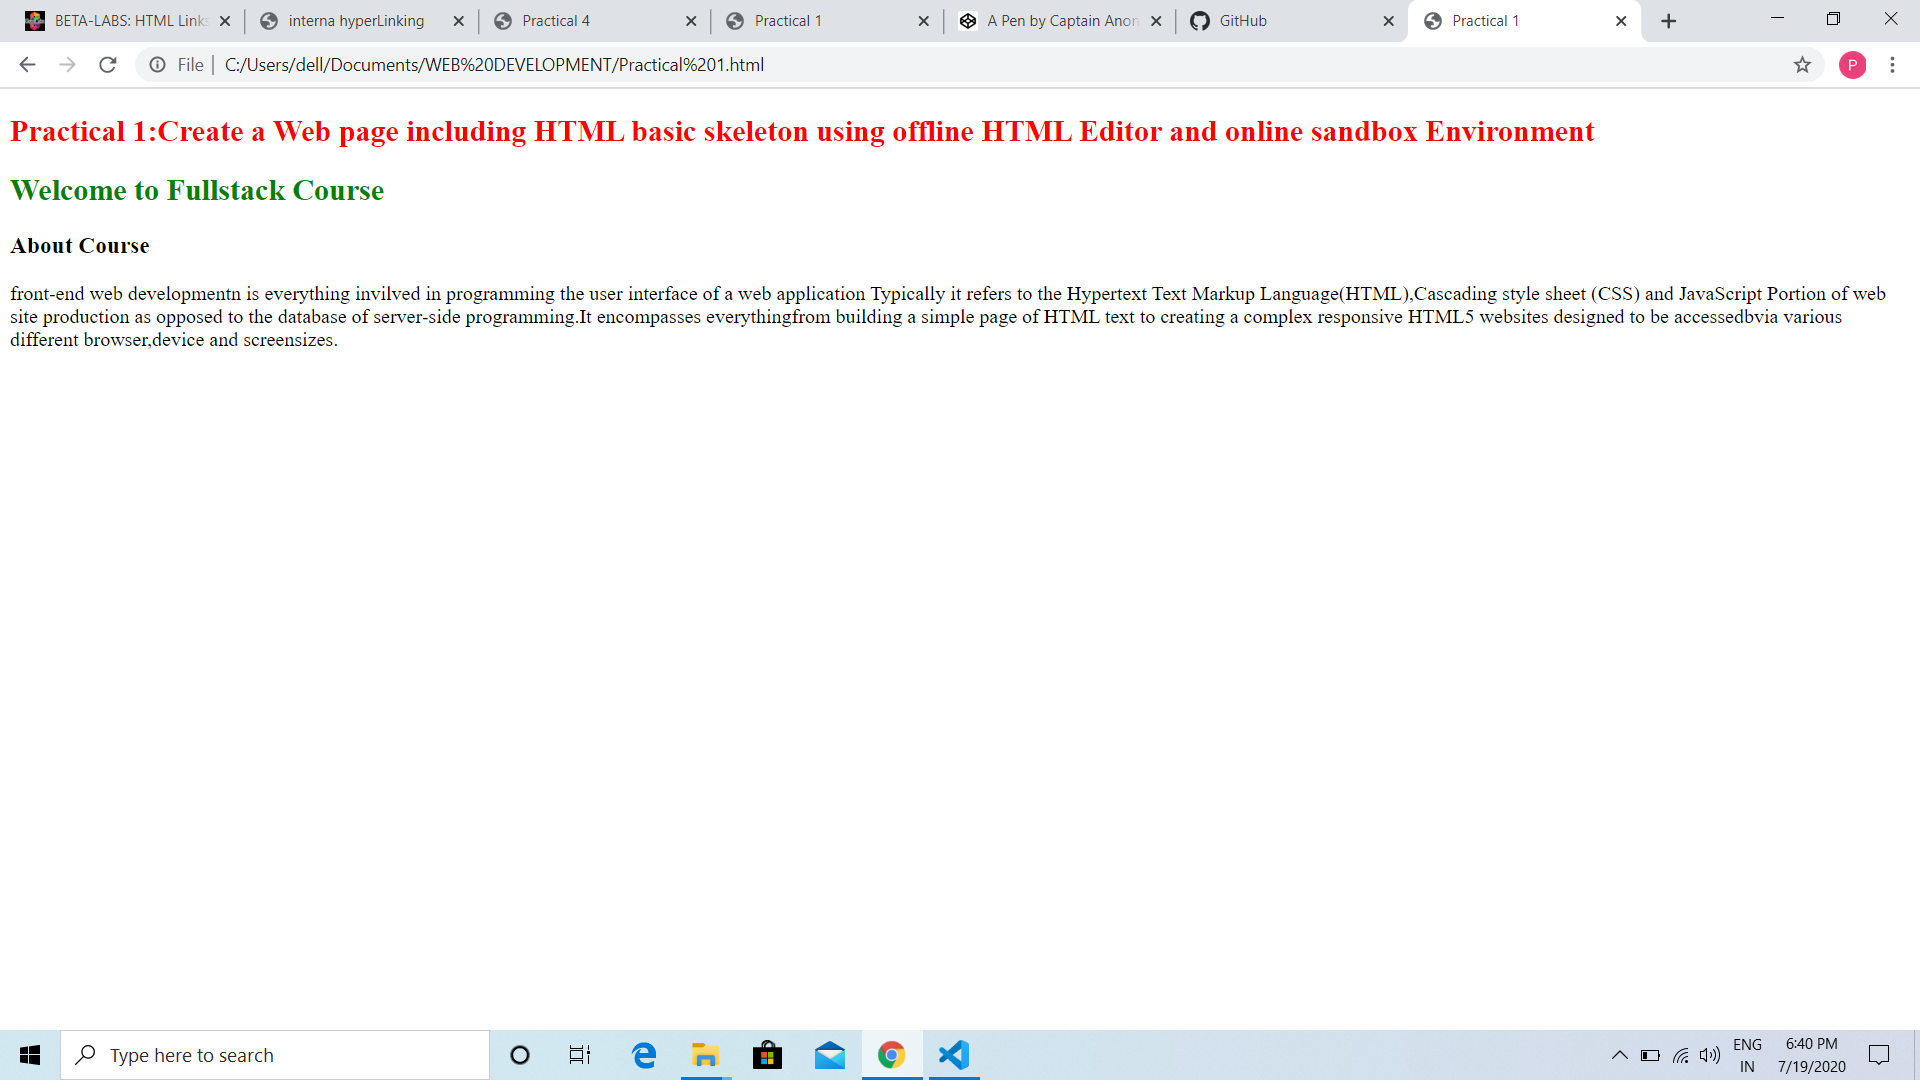 BETA-LABS: HTML Links
interna hyperLinking
Practical 4
Practical 1
A Pen by Captain Anon
GitHub
Practical 1
File
C:/Users/dell/Documents/WEB%20DEVELOPMENT/Practical%201.html
P
Practical 1:Create a Web page including HTML basic skeleton using offline HTML Editor and online sandbox Environment
Welcome to Fullstack Course
About Course
front-end web developmentn is everything invilved in programming the user interface of a web application Typically it refers to the Hypertext Text Markup Language(HTML),Cascading style sheet (CSS) and JavaScript Portion of web
site production as opposed to the database of server-side programming.It encompasses everythingfrom building a simple page of HTML text to creating a complex responsive HTML5 websites designed to be accessedbvia various
different browser,device and screensizes.
Type here to search
ENG
IN
6:40 PM
7/19/2020